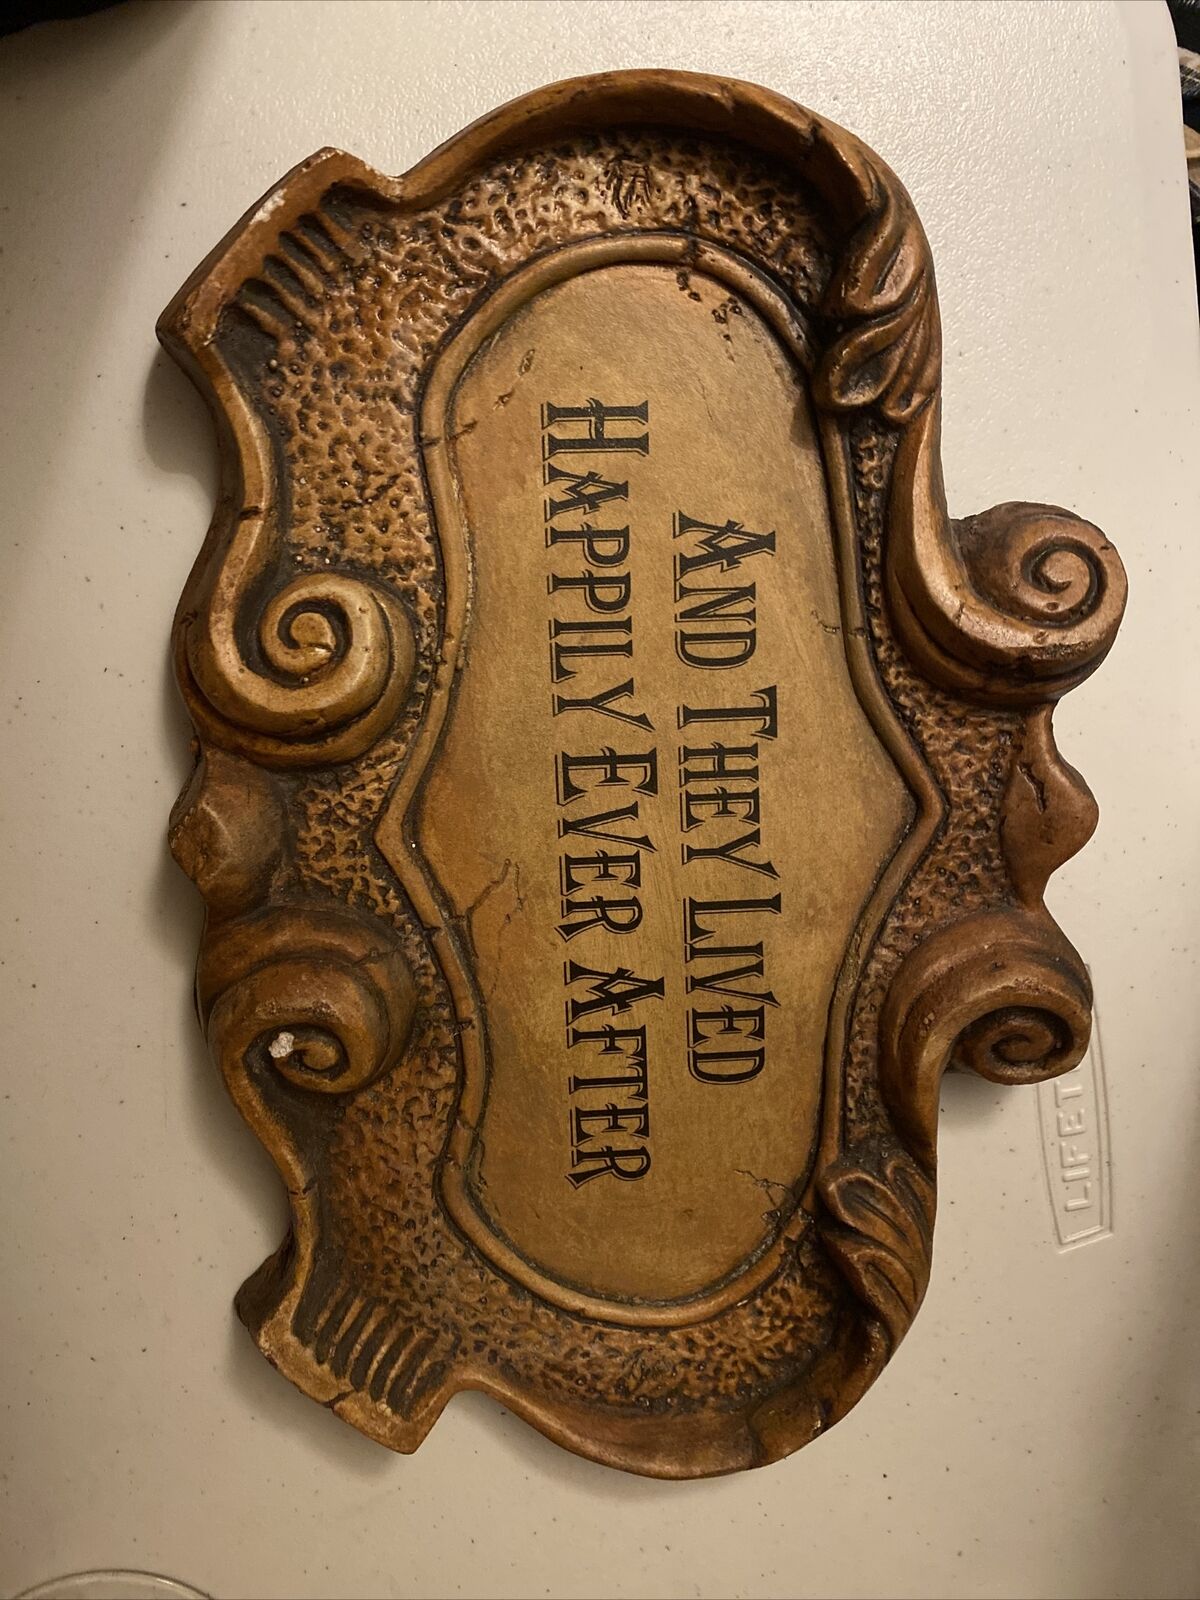 And They Lived
Happily Ever After
LIFET